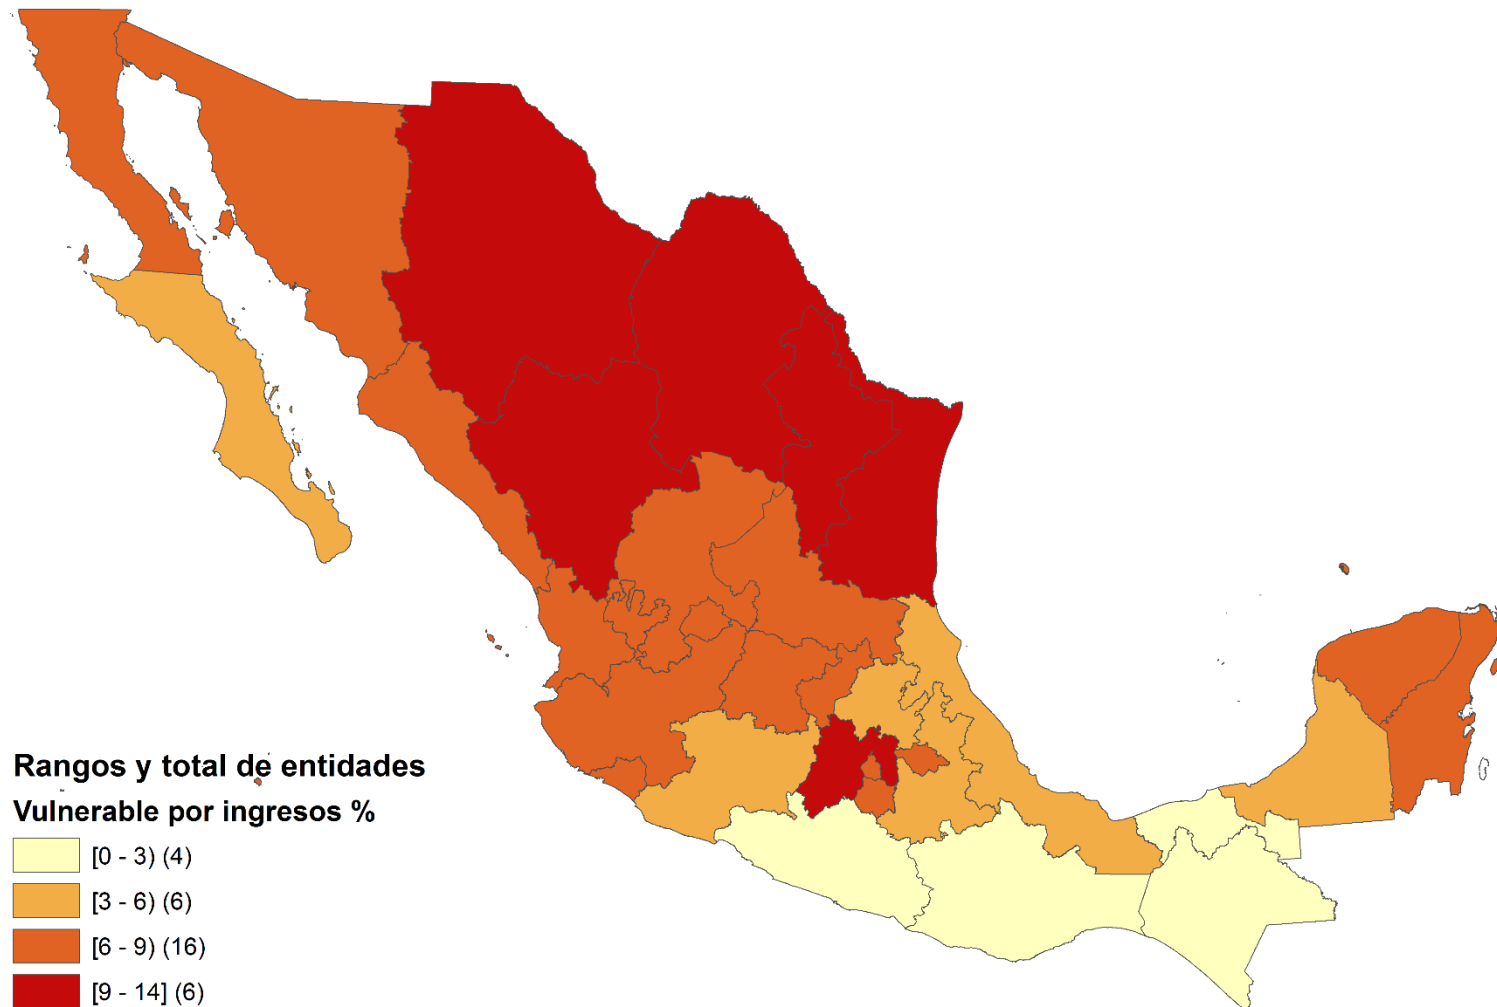 Rangos y total de entidades
Vulnerable por ingresos %
[0 - 3) (4)
[3 - 6) (6)
[6 - 9) (16)
[9 - 14] (6)